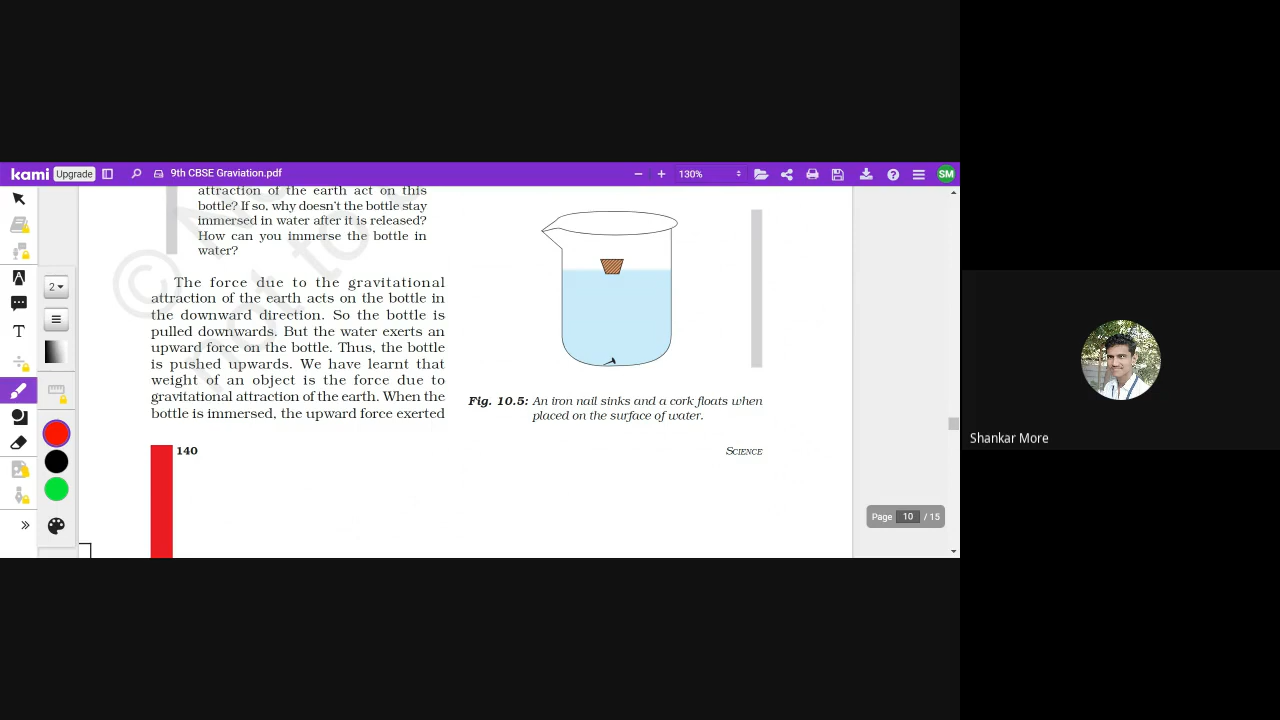 kami
Upgrade
9th CBSE Graviation.pdf
130%
SM
attraction of the earth act on this
bottle? If so, why doesn't the bottle stay
immersed in water after it is released?
How can you immerse the bottle in
water?
The force due to the gravitational
attraction of the earth acts on the bottle in
the downward direction. So the bottle is
pulled downwards. But the water exerts an
upward force on the bottle. Thus, the bottle
is pushed upwards. We have learnt that
weight of an object is the force due to
gravitational attraction of the earth. When the
bottle is immersed, the upward force exerted
Fig. 10.5: An iron nail sinks and a cork floats when
placed on the surface of water.
140
SCIENCE
2
T
Page 10 / 15
Shankar More